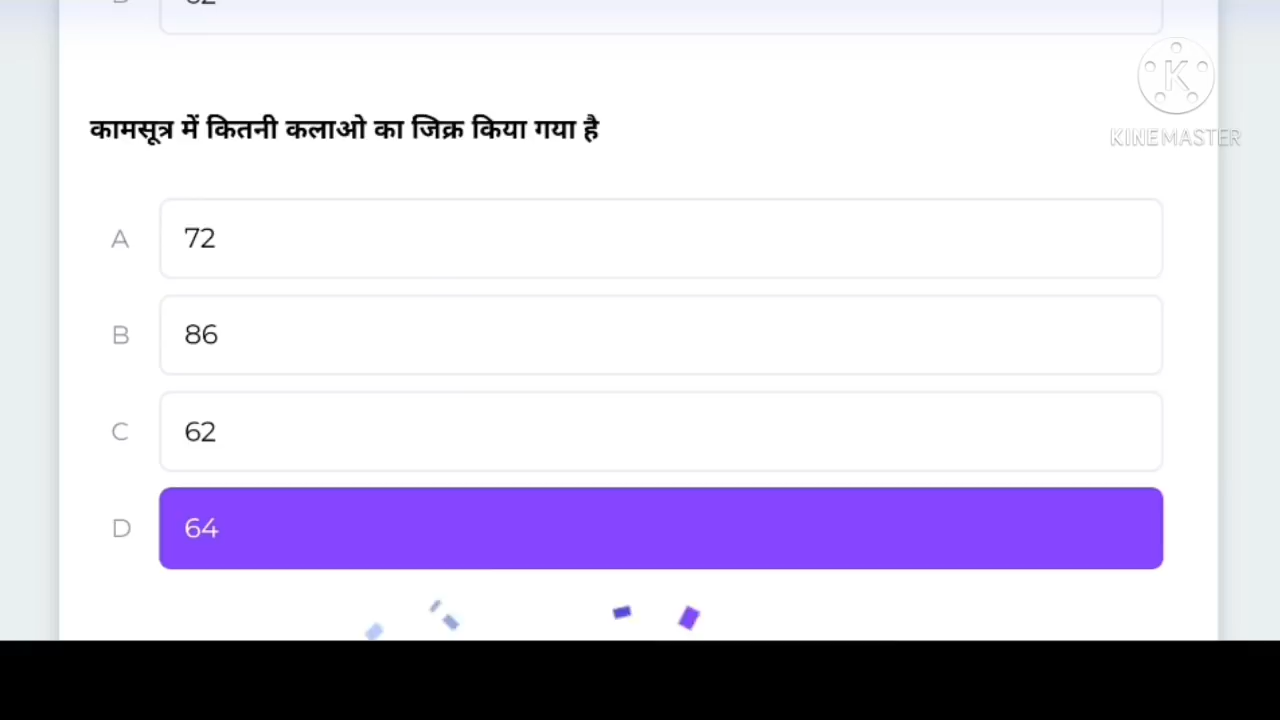 कामसूत्र में कितनी कलाओ का जिक्र किया गया है
KINEMASTER
A 72
B 86
C 62
D 64